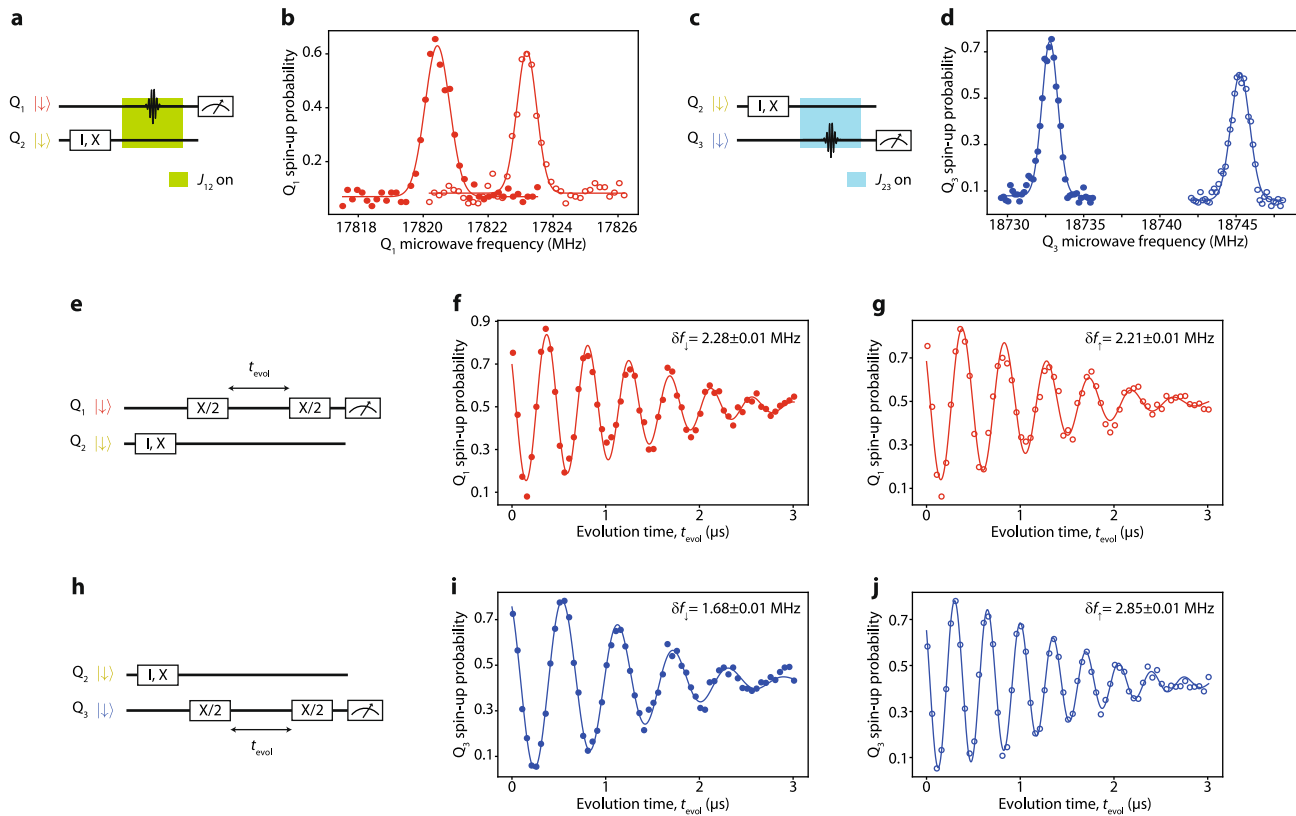 a
Q1 |↓⟩
Q2 |↓⟩
I, X
J12 on
b
Q1 spin-up probability
0.6
0.4
0.2
17818 17820 17822 17824 17826
Q1 microwave frequency (MHz)
c
Q2 |↓⟩
I, X
Q3 |↓⟩
J23 on
d
Q3 spin-up probability
0.7
0.5
0.3
0.1
18730 18735 18740 18745
Q3 microwave frequency (MHz)
e
tevol
Q1 |↓⟩
X/2 X/2
Q2 |↓⟩
I, X
f
Q1 spin-up probability
0.9
0.7
0.5
0.3
0.1
δf↓= 2.28±0.01 MHz
0 1 2 3
Evolution time, tevol (μs)
g
Q1 spin-up probability
0.7
0.5
0.3
0.1
δf↑= 2.21±0.01 MHz
0 1 2 3
Evolution time, tevol (μs)
h
Q2 |↓⟩
I, X
Q3 |↓⟩
X/2 X/2
tevol
i
Q3 spin-up probability
0.7
0.5
0.3
0.1
δf↓= 1.68±0.01 MHz
0 1 2 3
Evolution time, tevol (μs)
j
Q3 spin-up probability
0.7
0.5
0.3
0.1
δf↑= 2.85±0.01 MHz
0 1 2 3
Evolution time, tevol (μs)